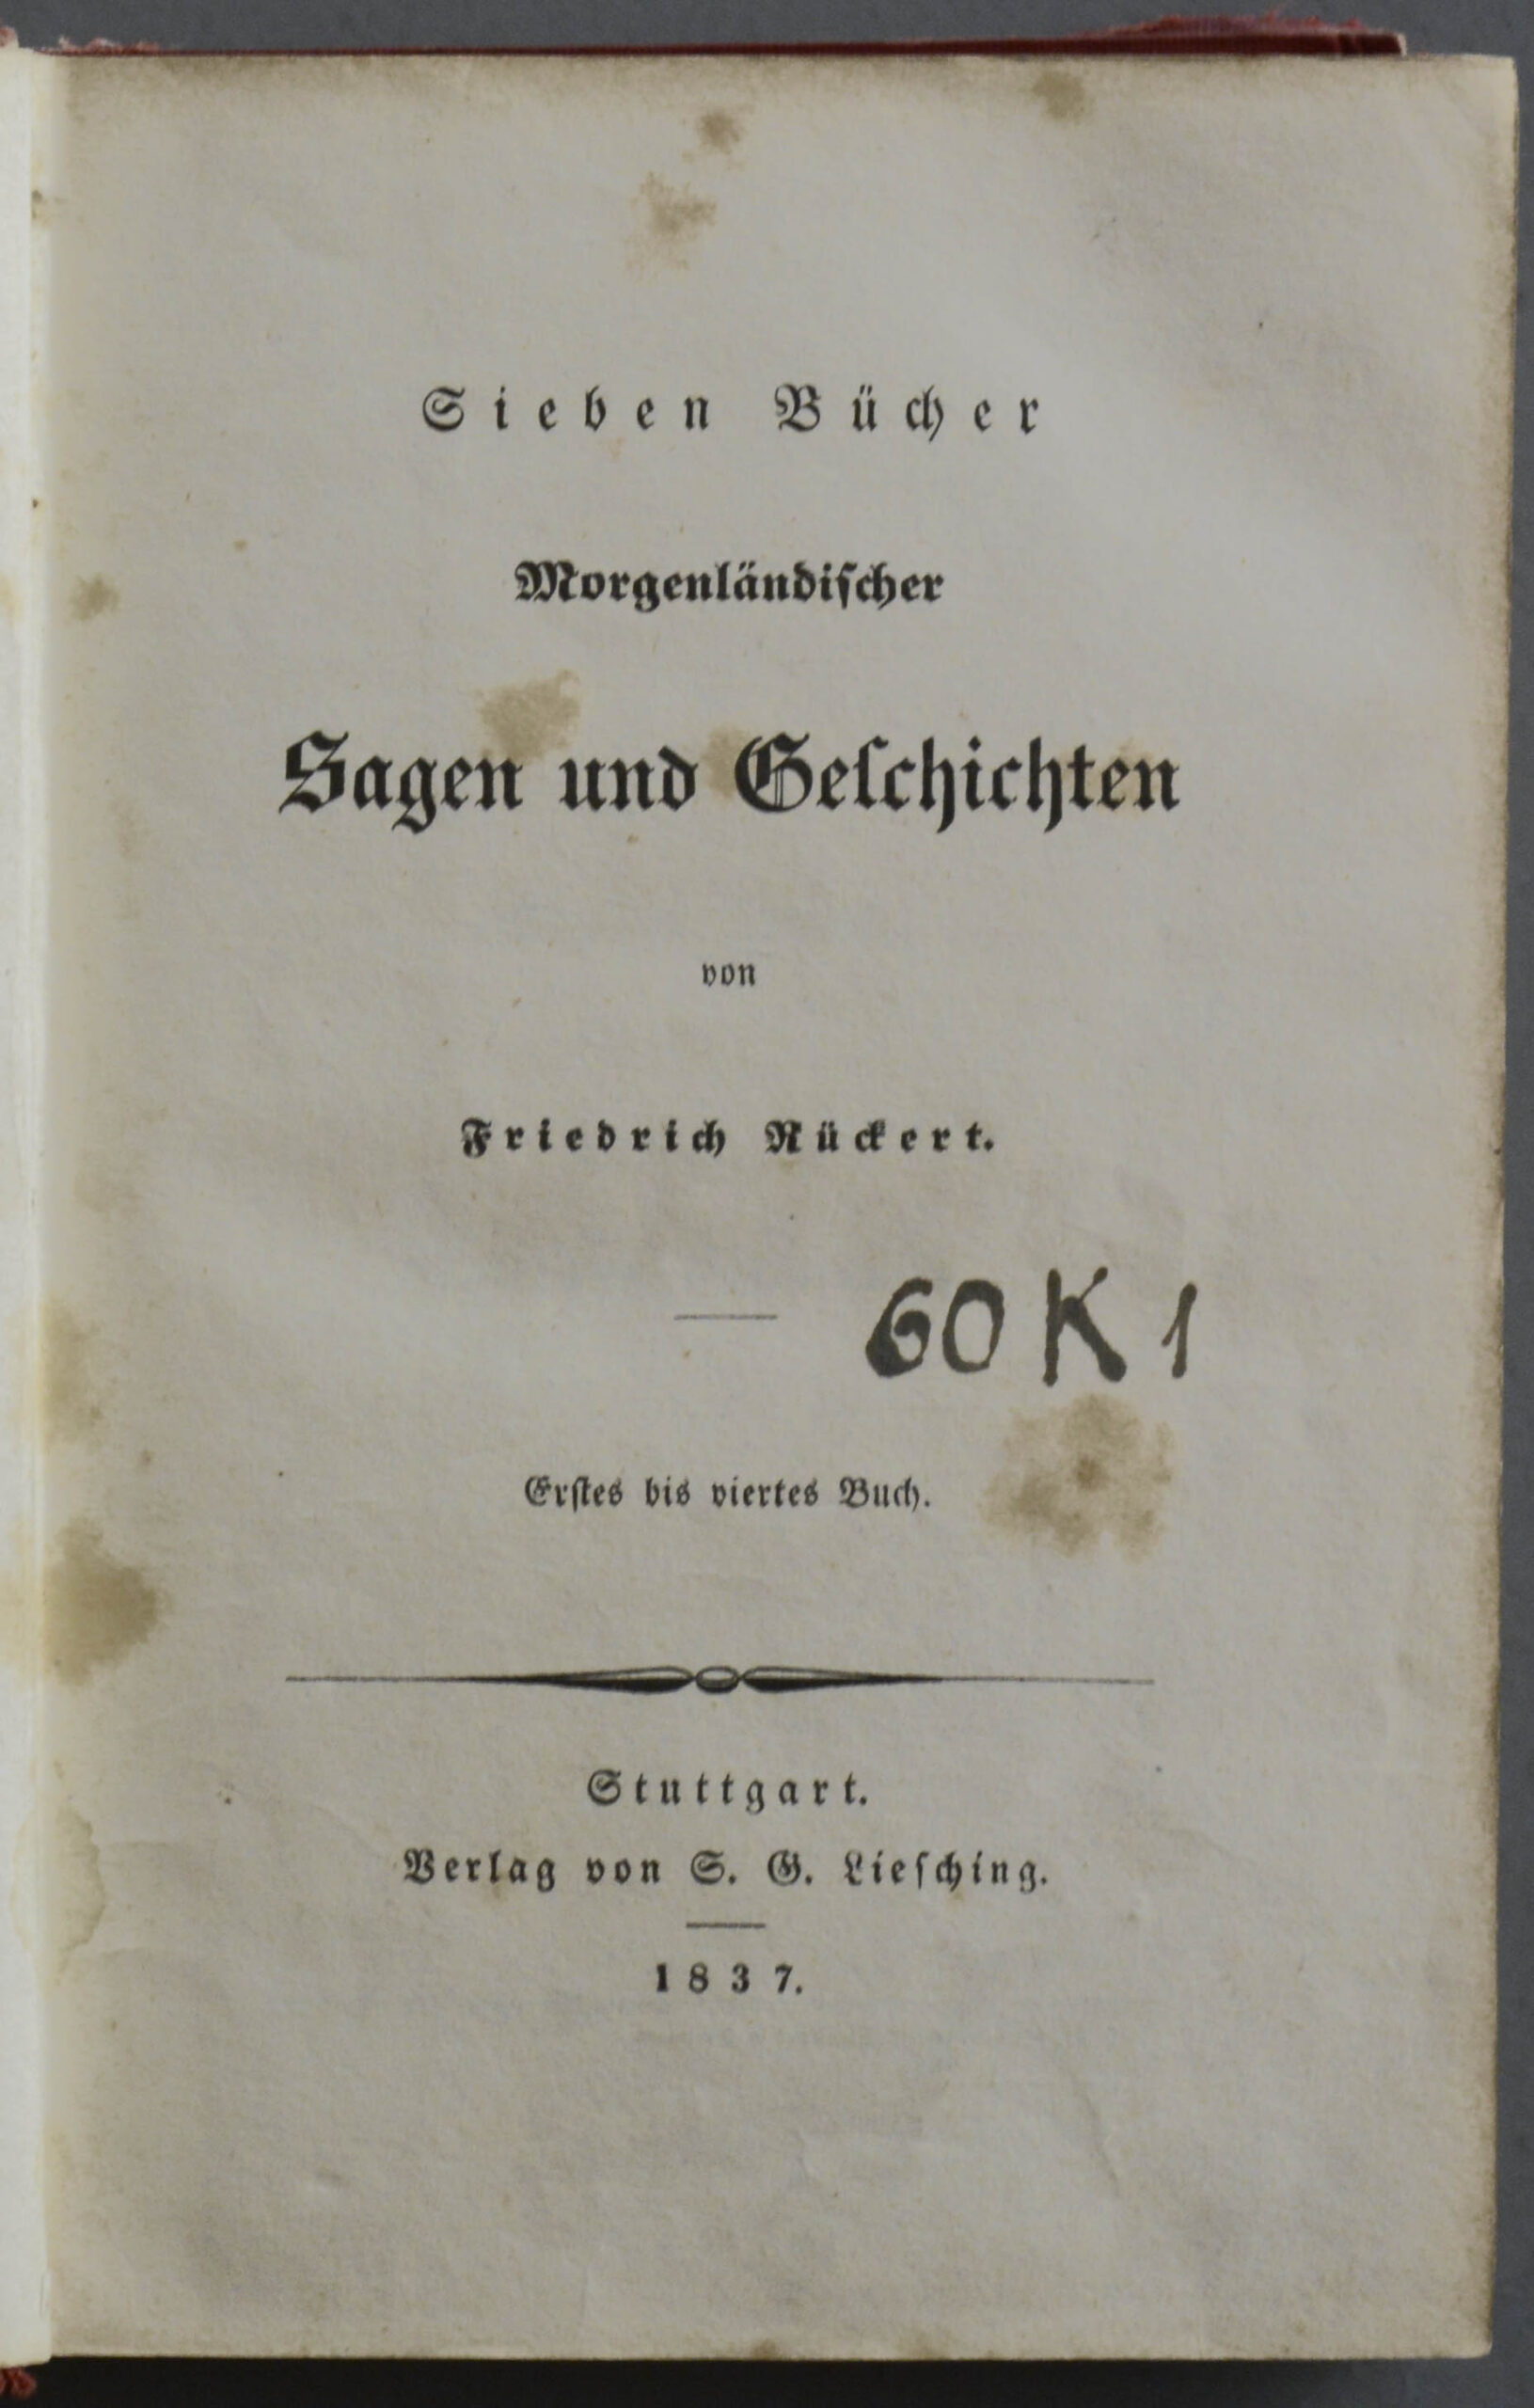 Sieben Bücher
Morgenländiſcher
Sagen und Geſchichten
von
Friedrich Rückert.
60 K 1
Erſtes bis viertes Buch.
Stuttgart.
Verlag von S. G. Lieſching.
1837.